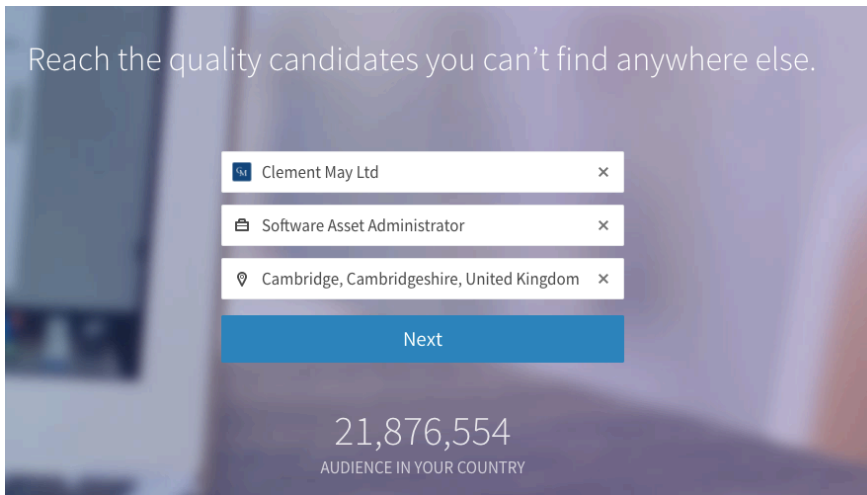 Reach the quality candidates you can't find anywhere else.
CM Clement May Ltd
Software Asset Administrator
Cambridge, Cambridgeshire, United Kingdom
Next
21,876,554
AUDIENCE IN YOUR COUNTRY